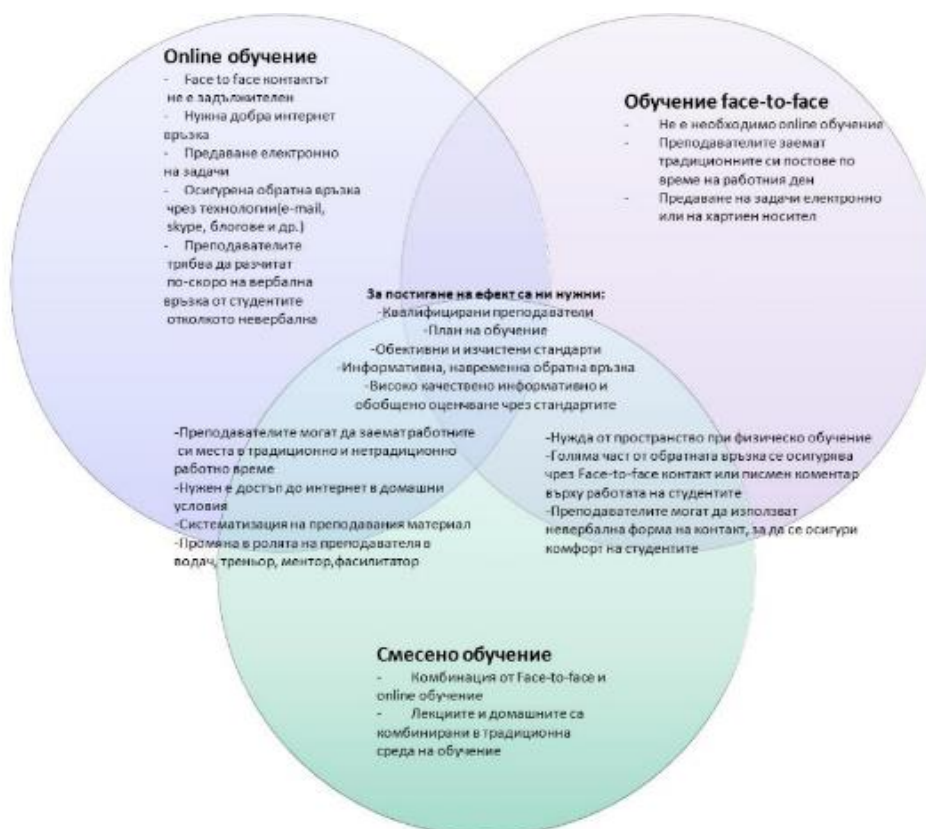 Online обучение
- Face to face контактът
не е задължителен
- Нужна добра интернет
връзка
- Предаване електронно
на задачи
- Осигурена обратна връзка
чрез технологии(e-mail,
skype, блогове и др.)
- Преподавателите
трябва да разчитат
по-скоро на вербална
връзка от студентите
отколкото невербална
Обучение face-to-face
- Не е необходимо online обучение
- Преподавателите заемат
традиционните си постове по
време на работния ден
- Предаване на задачи електронно
или на хартиен носител
За постигане на ефект са ни нужни:
-Квалифицирани преподаватели
-План на обучение
-Обективни и изчистени стандарти
-Информативна, навременна обратна връзка
-Високо качествено информативно и
обобщено оценчване чрез стандартите
-Преподавателите могат да заемат работните
си места в традиционно и нетрадиционно
работно време
-Нужен е достъп до интернет в домашни
условия
-Систематизация на преподавания материал
-Промяна в ролята на преподавателя в
водач, треньор, ментор,фасилитатор
-Нужда от пространство при физическо обучение
-Голяма част от обратната връзка се осигурява
чрез Face-to-face контакт или писмен коментар
върху работата на студентите
-Преподавателите могат да използват
невербална форма на контакт, за да се осигури
комфорт на студентите
Смесено обучение
- Комбинация от Face-to-face и
online обучение
- Лекциите и домашните са
комбинирани в традиционна
среда на обучение